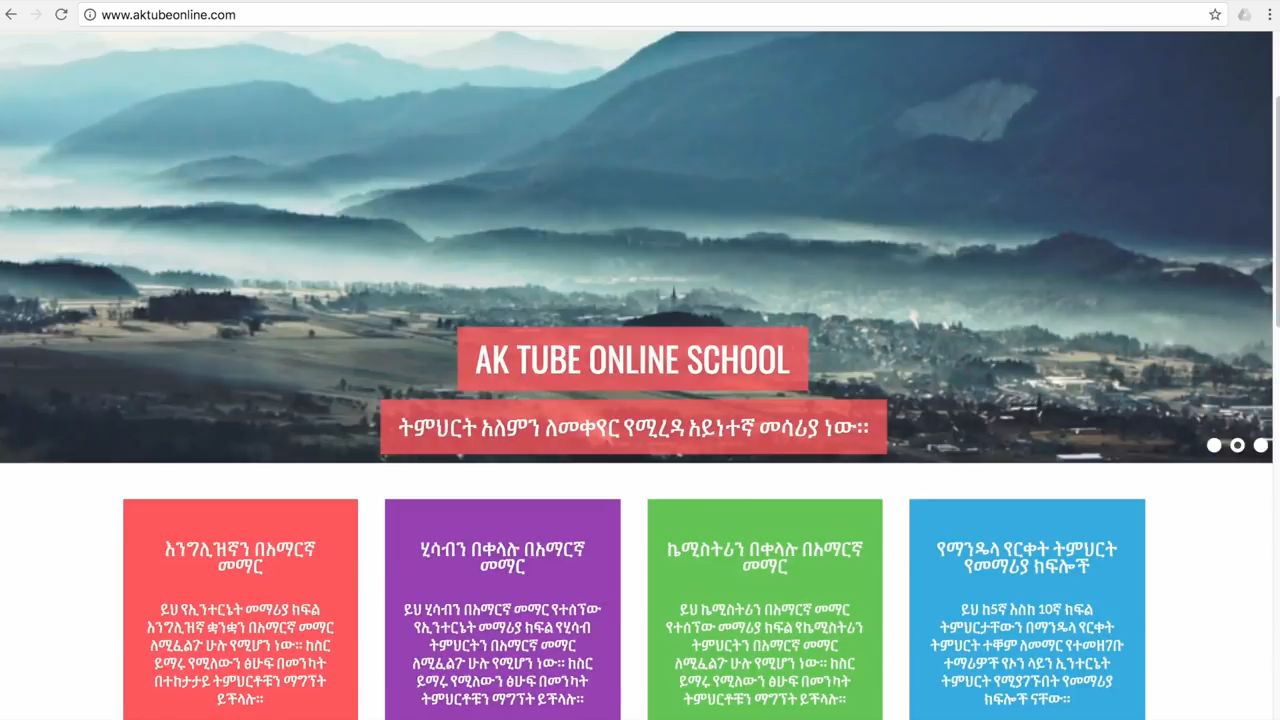 www.aktubeonline.com
AK TUBE ONLINE SCHOOL
ትምህርት አለምን ለመቀየር የሚረዳ አይነተኛ መሳሪያ ነው።
እንግሊዝኛን በአማርኛ
መማር
ይህ የኢንተርኔት መማሪያ ክፍል
እንግሊዝኛ ቋንቋን በአማርኛ መማር
ለሚፈልጉ ሁሉ የሚሆን ነው። ከስር
ይማሩ የሚለውን ፅሁፍ በመንካት
በተከታታይ ትምህርቶቹን ማግኘት
ይችላሉ።
ሂሳብን በቀላሉ በአማርኛ
መማር
ይህ ሂሳብን በአማርኛ መማር የተሰኘው
የኢንተርኔት መማሪያ ክፍል የሂሳብ
ትምህርትን በአማርኛ መማር
ለሚፈልጉ ሁሉ የሚሆን ነው። ከስር
ይማሩ የሚለውን ፅሁፍ በመንካት
ትምህርቶቹን ማግኘት ይችላሉ።
ኬሚስትሪን በቀላሉ በአማርኛ
መማር
ይህ ኬሚስትሪን በአማርኛ መማር
የተሰኘው መማሪያ ክፍል የኬሚስትሪን
ትምህርትን በአማርኛ መማር
ለሚፈልጉ ሁሉ የሚሆን ነው። ከስር
ይማሩ የሚለውን ፅሁፍ በመንካት
ትምህርቶቹን ማግኘት ይችላሉ።
የማንዴላ የርቀት ትምህርት
የመማሪያ ክፍሎች
ይህ ከ5ኛ እስከ 10ኛ ክፍል
ትምህርታቸውን በማንዴላ የርቀት
ትምህርት ተቐም ለመማር የተመዘገቡ
ተማሪዎች የኦን ላይን ኢንተርኔት
ትምህርት የሚያገኙበት የመማሪያ
ክፍሎች ናቸው።